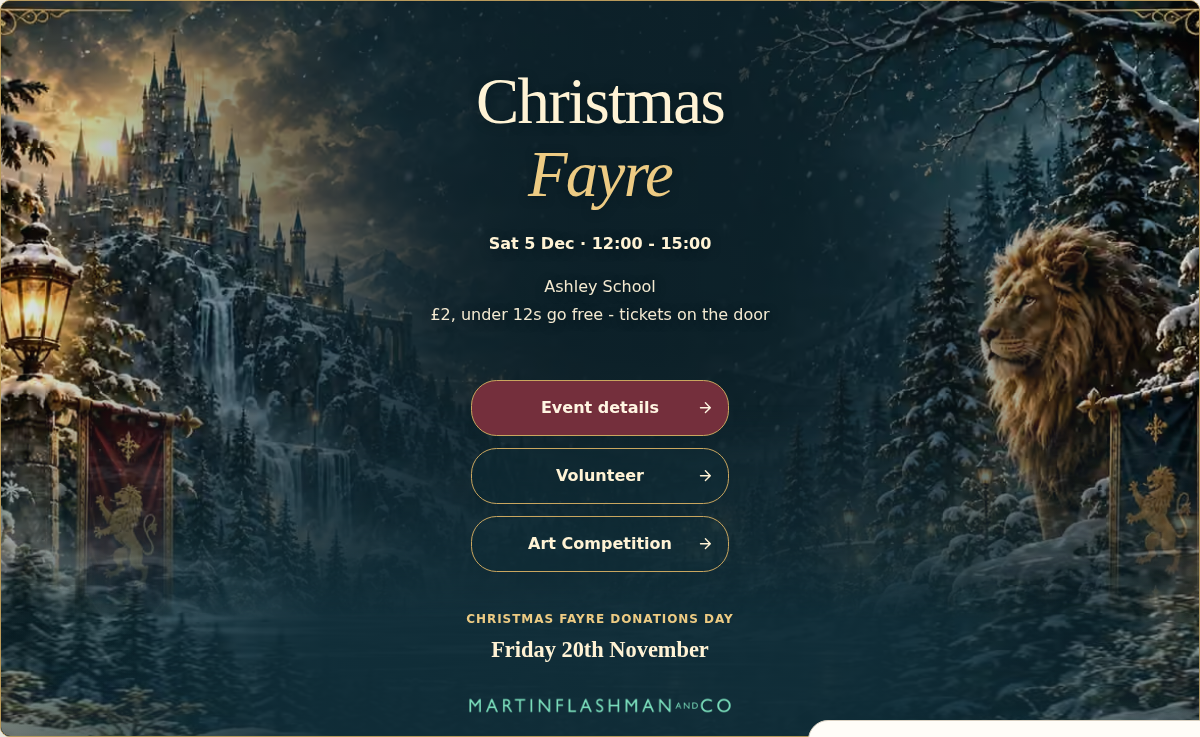 Christmas
Fayre
Sat 5 Dec · 12:00 - 15:00
Ashley School
£2, under 12s go free - tickets on the door
Event details
Volunteer
Art Competition
CHRISTMAS FAYRE DONATIONS DAY
Friday 20th November
MARTINFLASHMANANDCO